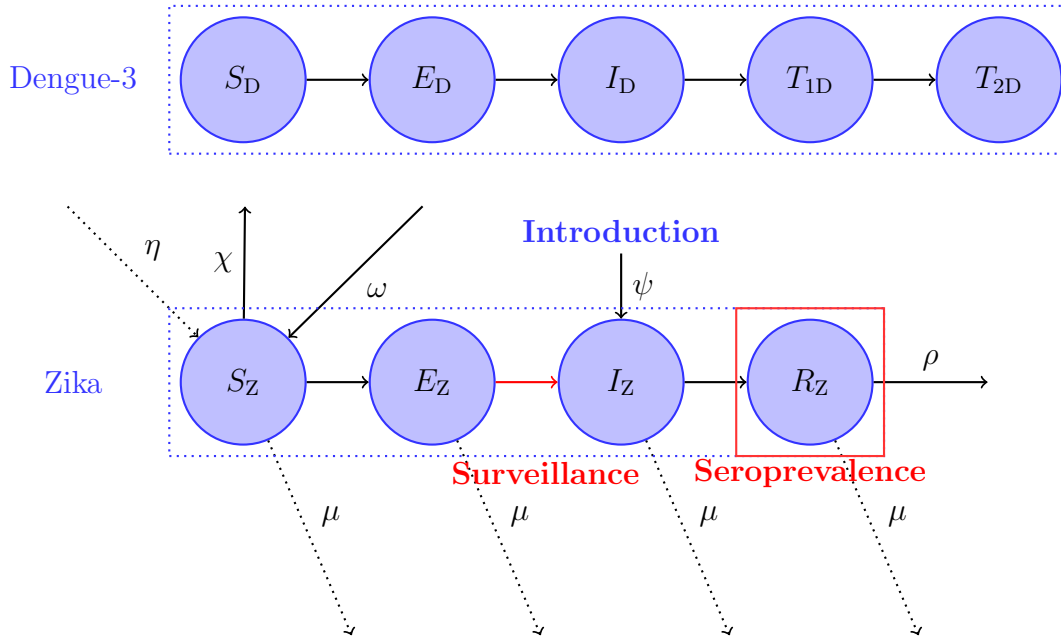 Dengue-3
S_D E_D I_D T_1D T_2D
Introduction
η χ ω ψ
Zika
S_Z E_Z I_Z R_Z ρ
Surveillance Seroprevalence
μ μ μ μ